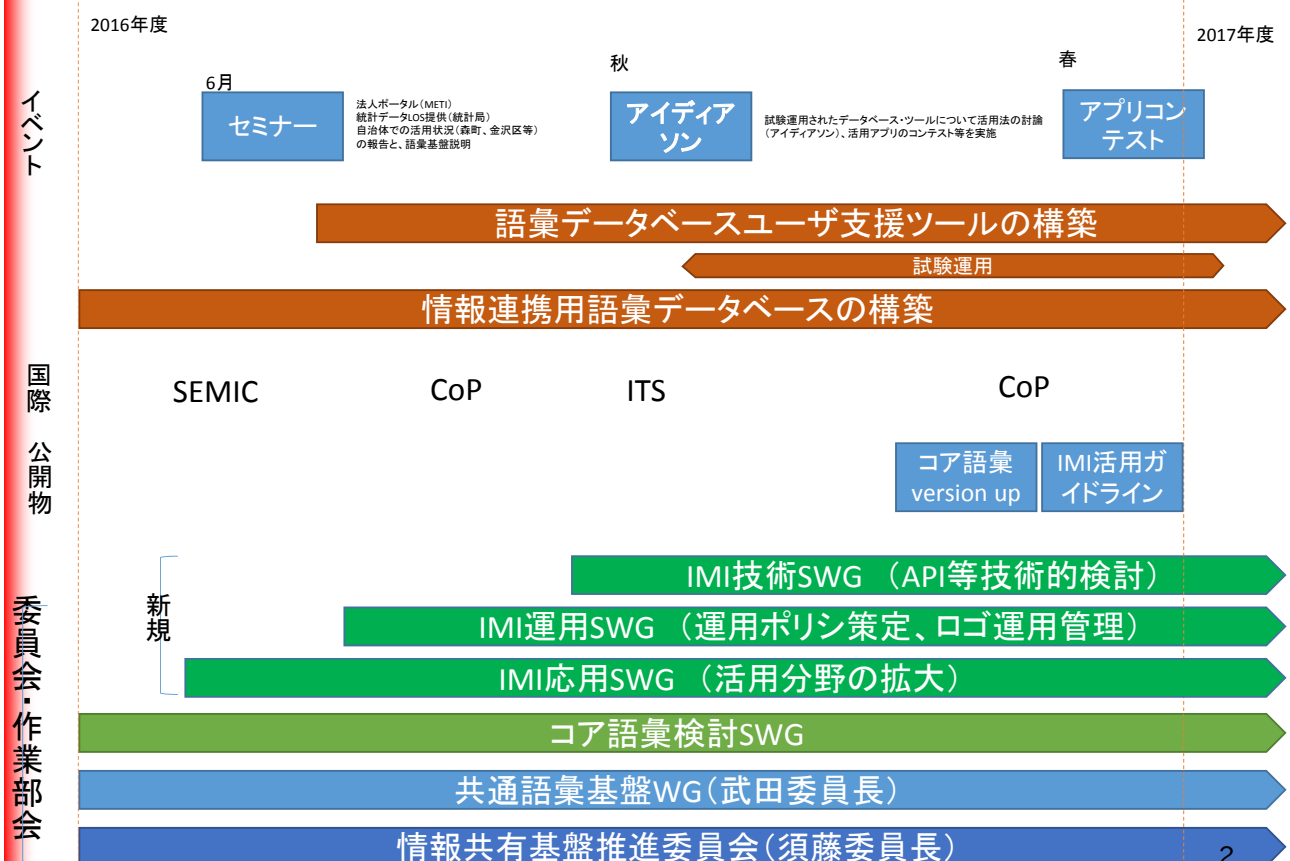 2016年度
2017年度
イベント
6月
セミナー
法人ポータル(METI)
統計データLOS提供(統計局)
自治体での活用状況(森町、金沢区等)
の報告と、語彙基盤説明
秋
アイディア
ソン
試験運用されたデータベース・ツールについて活用法の討論
(アイディアソン)、活用アプリのコンテスト等を実施
春
アプリコン
テスト
語彙データベースユーザ支援ツールの構築
試験運用
情報連携用語彙データベースの構築
国際
SEMIC
CoP
ITS
CoP
公開物
コア語彙
version up
IMI活用ガ
イドライン
委員会・作業部会
新規
IMI技術SWG (API等技術的検討)
IMI運用SWG (運用ポリシ策定、ロゴ運用管理)
IMI応用SWG (活用分野の拡大)
コア語彙検討SWG
共通語彙基盤WG(武田委員長)
情報共有基盤推進委員会(須藤委員長)
2